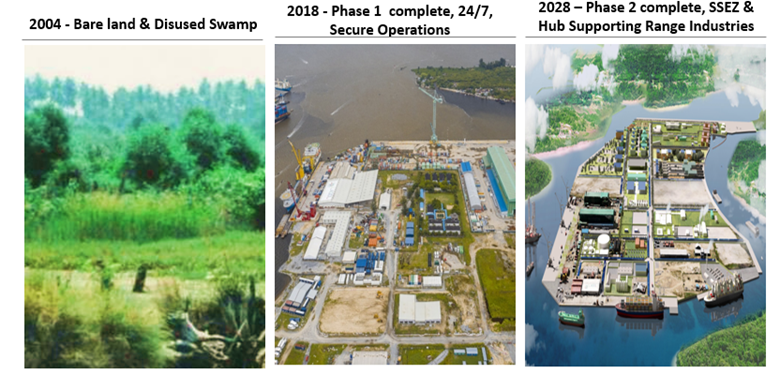 2004 - Bare land & Disused Swamp
2018 - Phase 1  complete, 24/7,
Secure Operations
2028 – Phase 2 complete, SSEZ &
Hub Supporting Range Industries